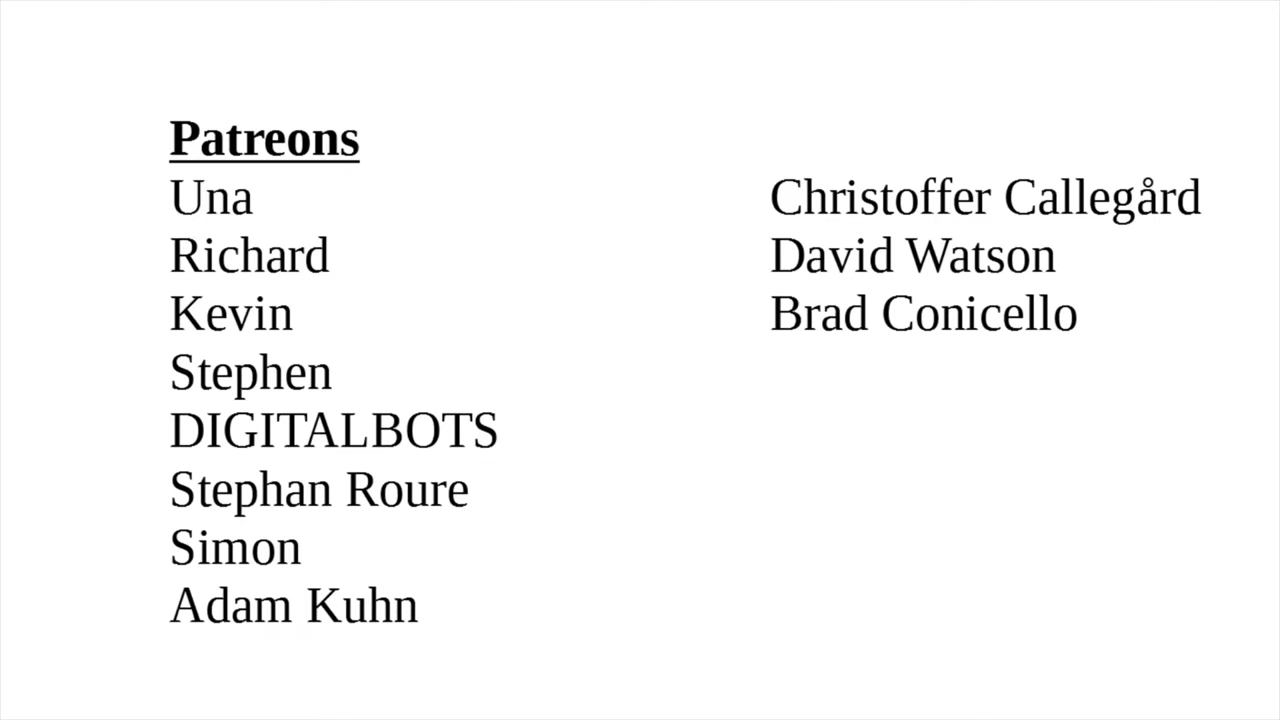 Patreons
Una
Richard
Kevin
Stephen
DIGITALBOTS
Stephan Roure
Simon
Adam Kuhn
Christoffer Callegård
David Watson
Brad Conicello